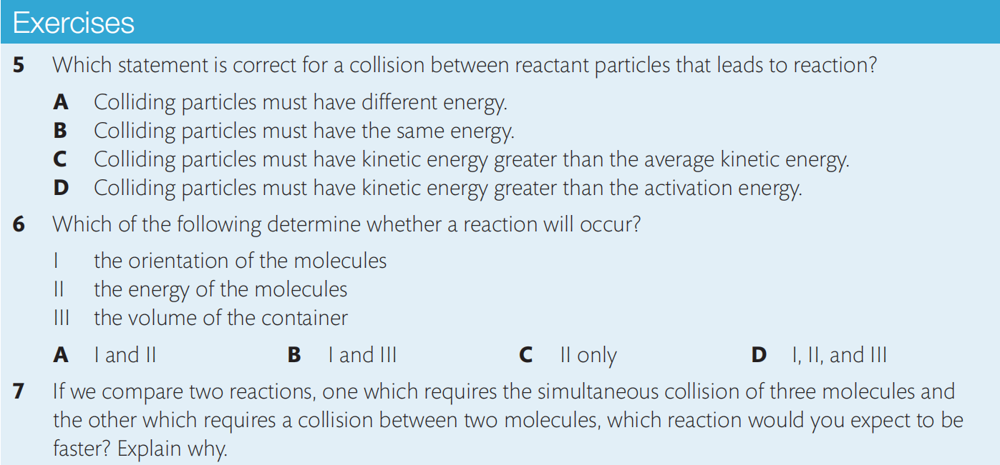 Exercises
5 Which statement is correct for a collision between reactant particles that leads to reaction?
A Colliding particles must have different energy.
B Colliding particles must have the same energy.
C Colliding particles must have kinetic energy greater than the average kinetic energy.
D Colliding particles must have kinetic energy greater than the activation energy.
6 Which of the following determine whether a reaction will occur?
I the orientation of the molecules
II the energy of the molecules
III the volume of the container
A I and II B I and III C II only D I, II, and III
7 If we compare two reactions, one which requires the simultaneous collision of three molecules and
the other which requires a collision between two molecules, which reaction would you expect to be
faster? Explain why.